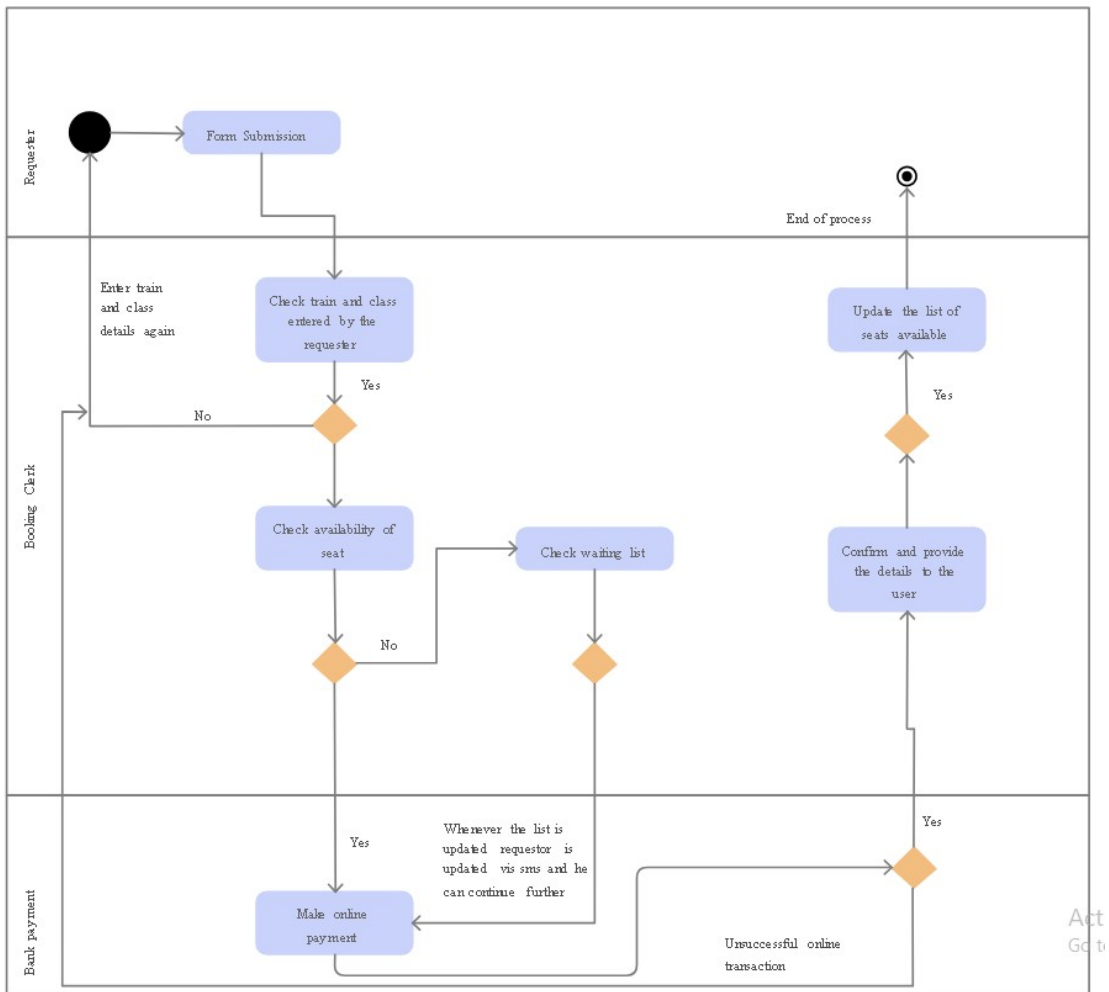 Requester
Form Submission
End of process
Booking Clerk
Enter train
and class
details again
Check train and class
entered by the
requester
Yes
No
Update the list of
seats available
Yes
Check availability of
seat
No
Check waiting list
Confirm and provide
the details to the
user
Bank payment
Yes
Whenever the list is
updated requestor is
updated vis sms and he
can continue further
Yes
Make online
payment
Unsuccessful online
transaction
Act
Go to